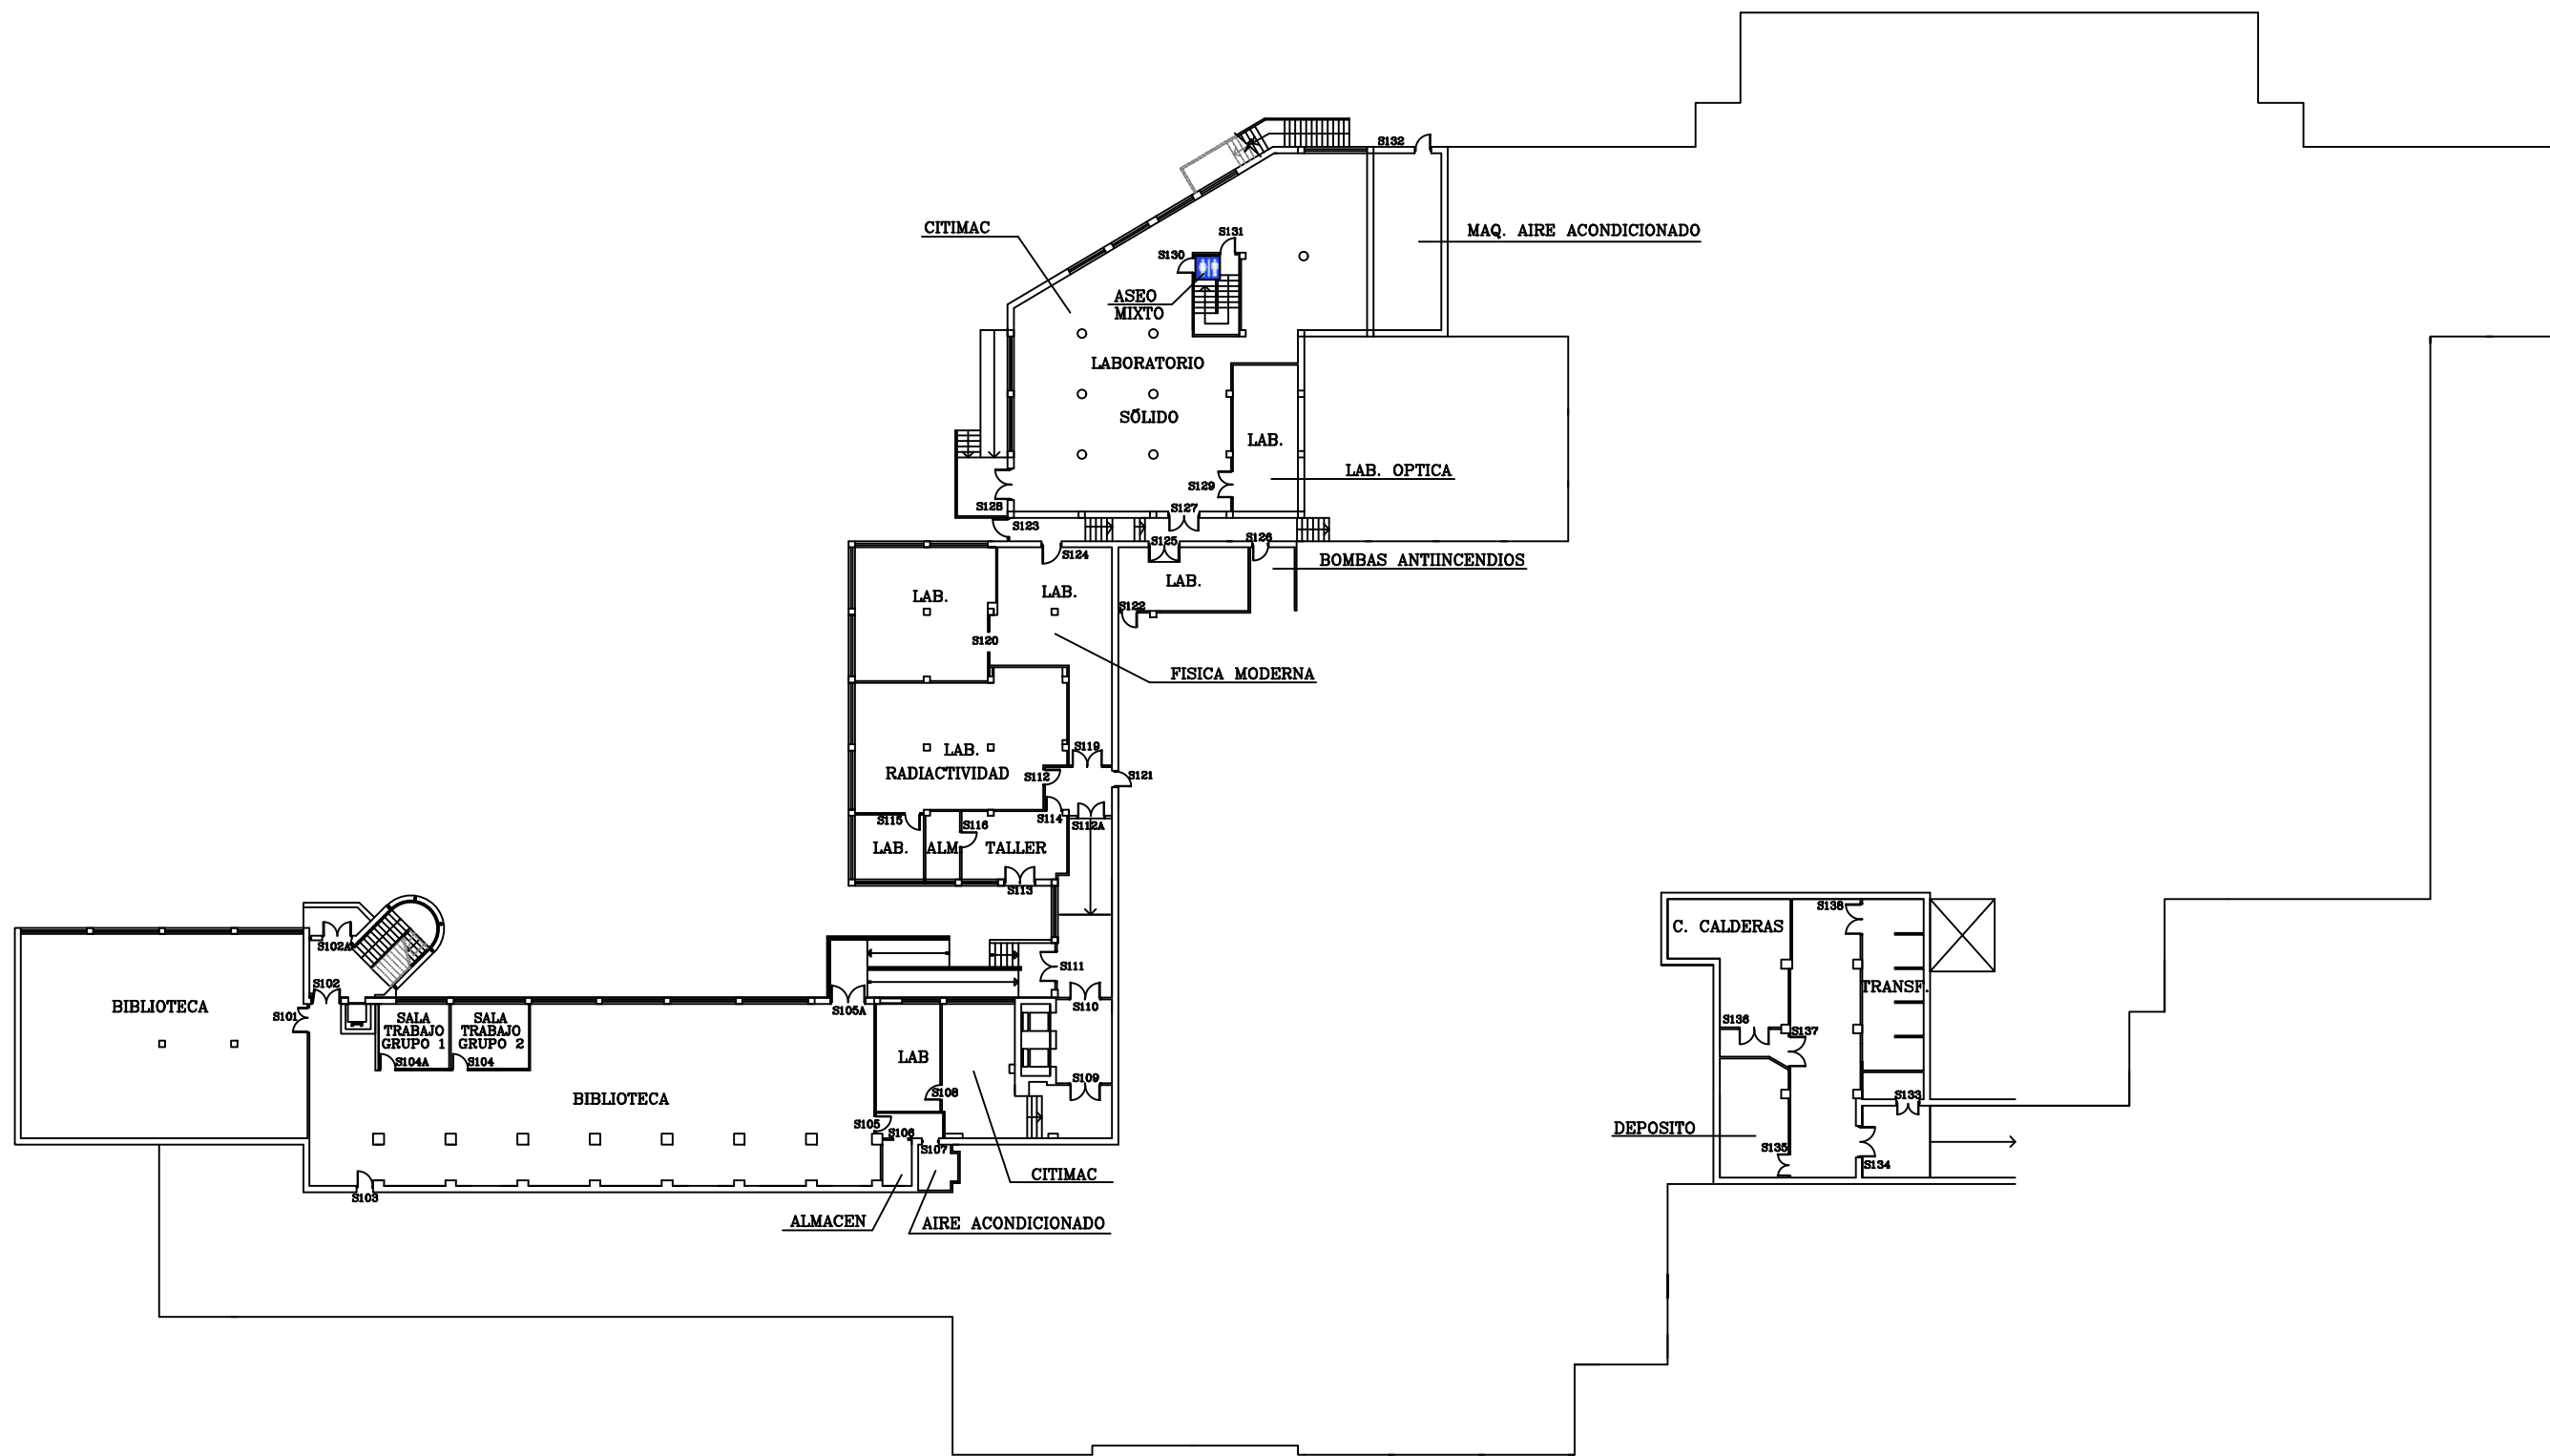 S132
CITIMAC
S131
MAQ. AIRE ACONDICIONADO
S130
ASEO
MIXTO
LABORATORIO
SÓLIDO
LAB.
LAB. OPTICA
S129
S128
S127
S123
S124
S125
S126
BOMBAS ANTIINCENDIOS
LAB.
LAB.
LAB.
S122
S120
FISICA MODERNA
LAB.
RADIACTIVIDAD
S119
S112
S121
S115
S116
S114
S112A
LAB.
ALM
TALLER
S113
S138
C. CALDERAS
S102A
S111
S102
TRANSF.
BIBLIOTECA
S101
S105A
S110
SALA
TRABAJO
GRUPO 1
SALA
TRABAJO
GRUPO 2
S136
S137
S104A
S104
LAB
S109
S108
S133
BIBLIOTECA
S105
S106
S107
DEPOSITO
S135
S134
CITIMAC
S103
ALMACEN
AIRE ACONDICIONADO